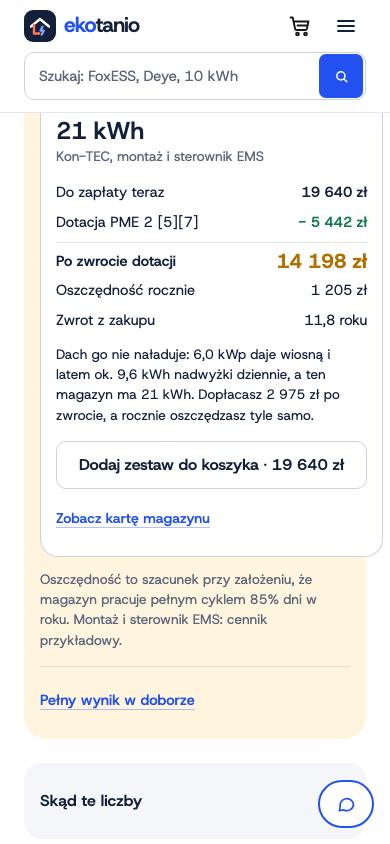 ekotanio
Szukaj: FoxESS, Deye, 10 kWh
21 kWh
Kon-TEC, montaż i sterownik EMS
Do zapłaty teraz 19 640 zł
Dotacja PME 2 [5][7] − 5 442 zł
Po zwrocie dotacji 14 198 zł
Oszczędność rocznie 1 205 zł
Zwrot z zakupu 11,8 roku
Dach go nie naładuje: 6,0 kWp daje wiosną i
latem ok. 9,6 kWh nadwyżki dziennie, a ten
magazyn ma 21 kWh. Dopłacasz 2 975 zł po
zwrocie, a rocznie oszczędzasz tyle samo.
Dodaj zestaw do koszyka · 19 640 zł
Zobacz kartę magazynu
Oszczędność to szacunek przy założeniu, że
magazyn pracuje pełnym cyklem 85% dni w
roku. Montaż i sterownik EMS: cennik
przykładowy.
Pełny wynik w doborze
Skąd te liczby